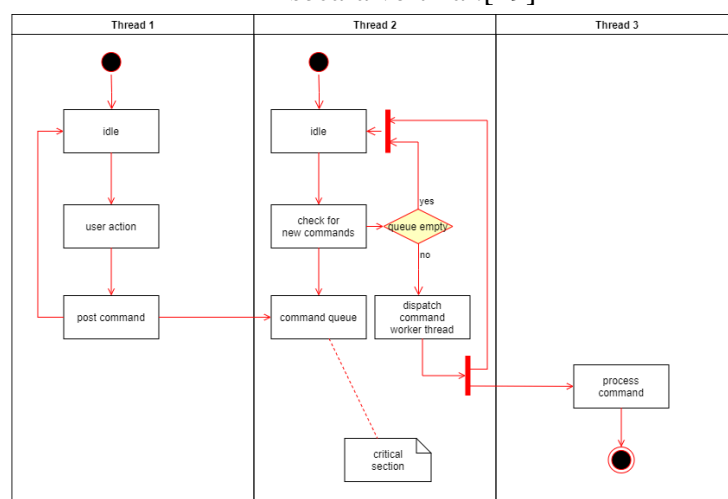 Thread 1
Thread 2
Thread 3
idle
idle
yes
user action
check for
new commands
queue empty
no
post command
command queue
dispatch
command
worker thread
process
command
critical
section